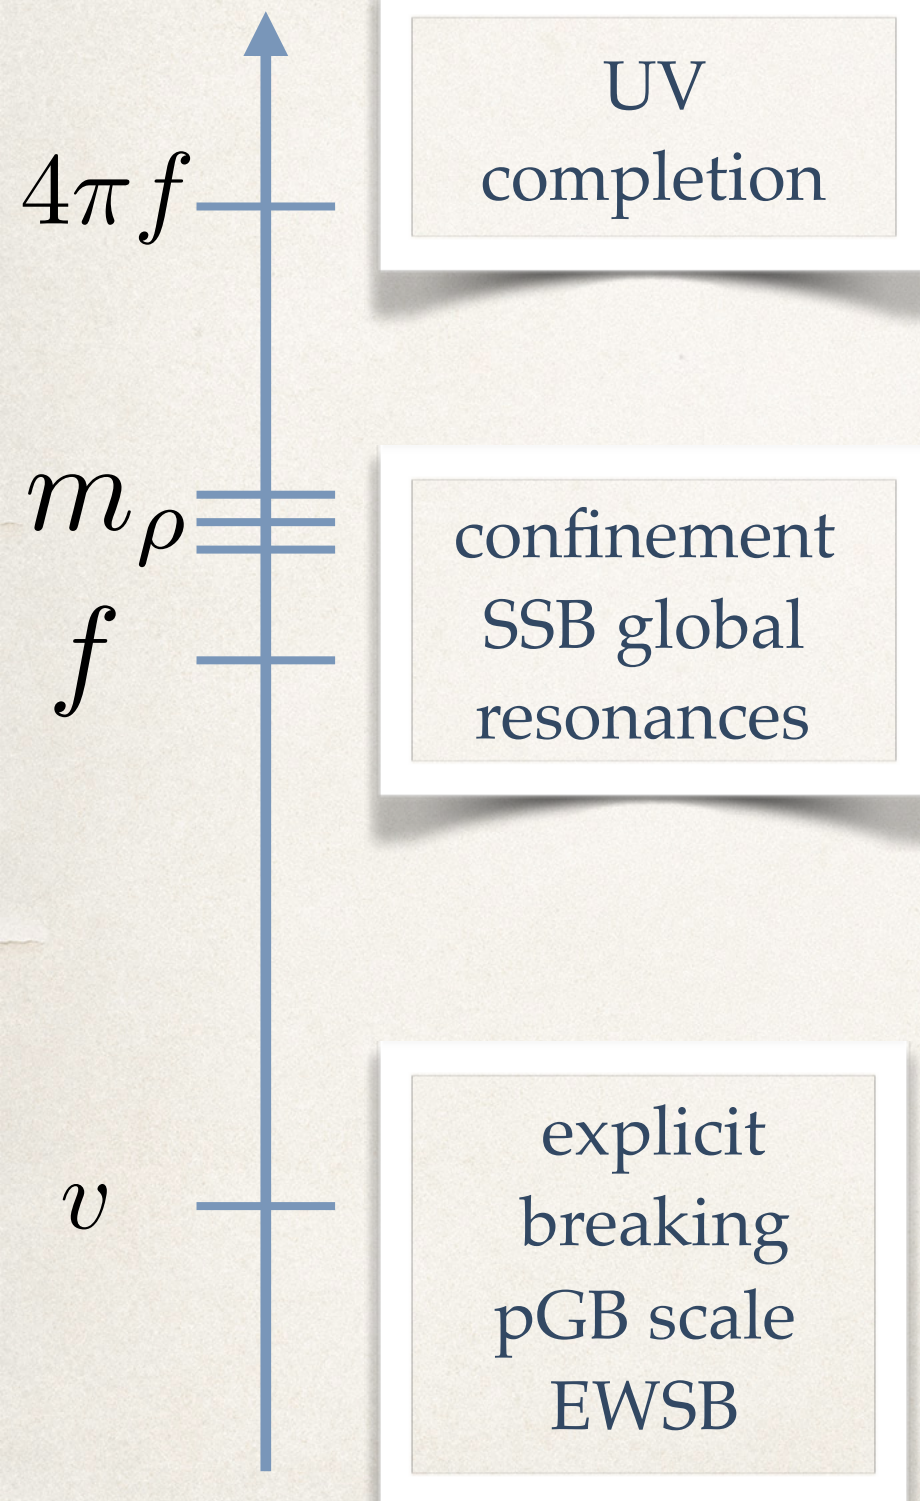 4πf
UV
completion
m_ρ
confinement
SSB global
f
resonances
explicit
breaking
v
pGB scale
EWSB